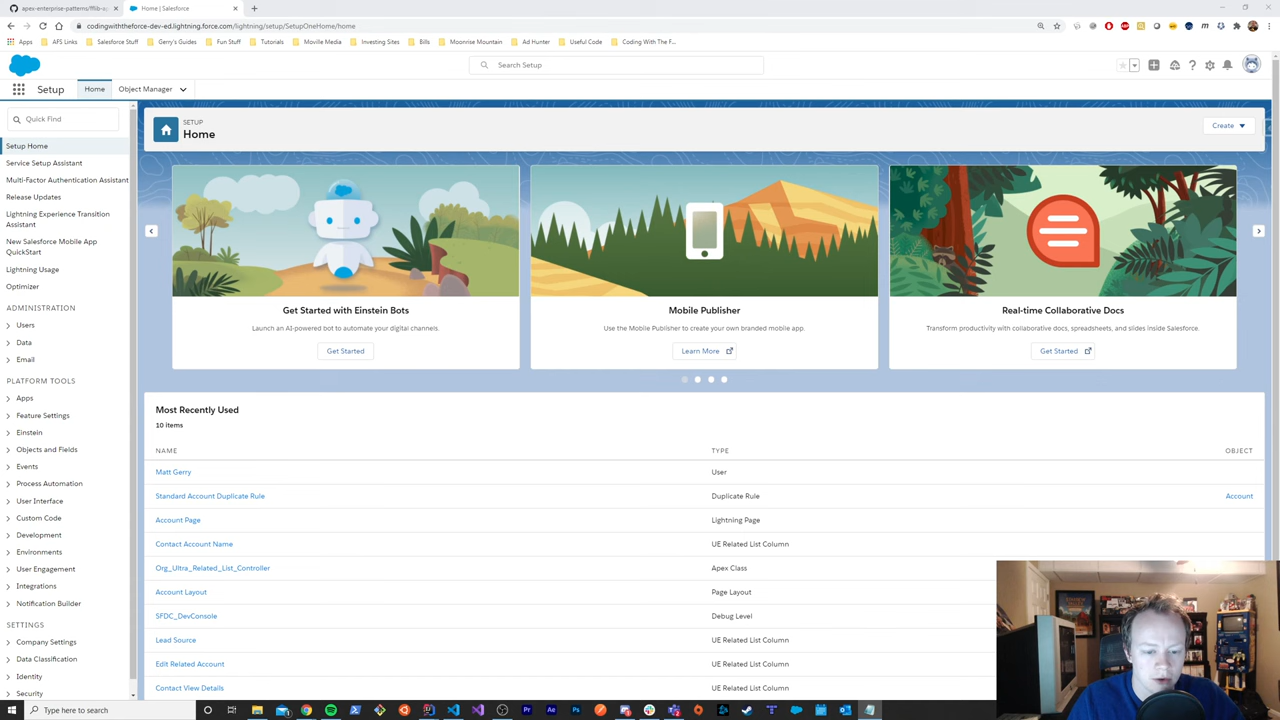 apex-enterprise-patterns/fflib-a
Home | Salesforce
codingwiththeforce-dev-ed.lightning.force.com/lightning/setup/SetupOneHome/home
Apps
AFS Links
Salesforce Stuff
Gerry's Guides
Fun Stuff
Tutorials
Moville Media
Investing Sites
Bills
Moonrise Mountain
Ad Hunter
Useful Code
Coding With The F...
Search Setup
Setup
Home
Object Manager
Quick Find
Setup Home
Service Setup Assistant
Multi-Factor Authentication Assistant
Release Updates
Lightning Experience Transition
Assistant
New Salesforce Mobile App
QuickStart
Lightning Usage
Optimizer
ADMINISTRATION
Users
Data
Email
PLATFORM TOOLS
Apps
Feature Settings
Einstein
Objects and Fields
Events
Process Automation
User Interface
Custom Code
Development
Environments
User Engagement
Integrations
Notification Builder
SETTINGS
Company Settings
Data Classification
Identity
Security
SETUP
Home
Create
Get Started with Einstein Bots
Launch an AI-powered bot to automate your digital channels.
Get Started
Mobile Publisher
Use the Mobile Publisher to create your own branded mobile app.
Learn More
Real-time Collaborative Docs
Transform productivity with collaborative docs, spreadsheets, and slides inside Salesforce.
Get Started
Most Recently Used
10 items
NAME TYPE OBJECT
Matt Gerry User
Standard Account Duplicate Rule Duplicate Rule Account
Account Page Lightning Page
Contact Account Name UE Related List Column
Org_Ultra_Related_List_Controller Apex Class
Account Layout Page Layout
SFDC_DevConsole Debug Level
Lead Source UE Related List Column
Edit Related Account UE Related List Column
Contact View Details UE Related List Column
Type here to search